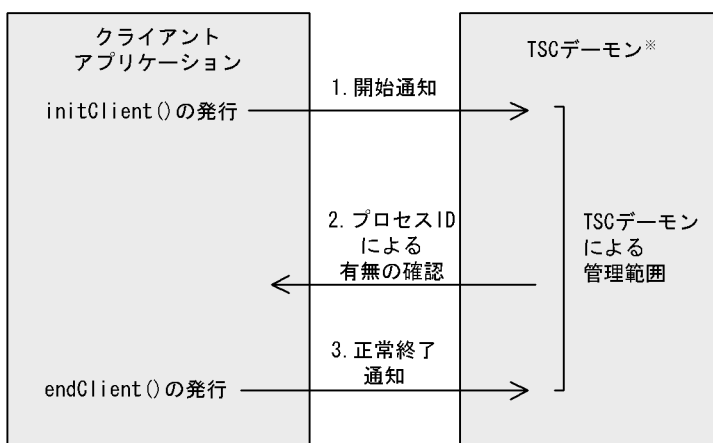 クライアント
アプリケーション
TSCデーモン※
1.開始通知
initClient()の発行
2.プロセスID
による
有無の確認
TSCデーモン
による
管理範囲
3.正常終了
通知
endClient()の発行